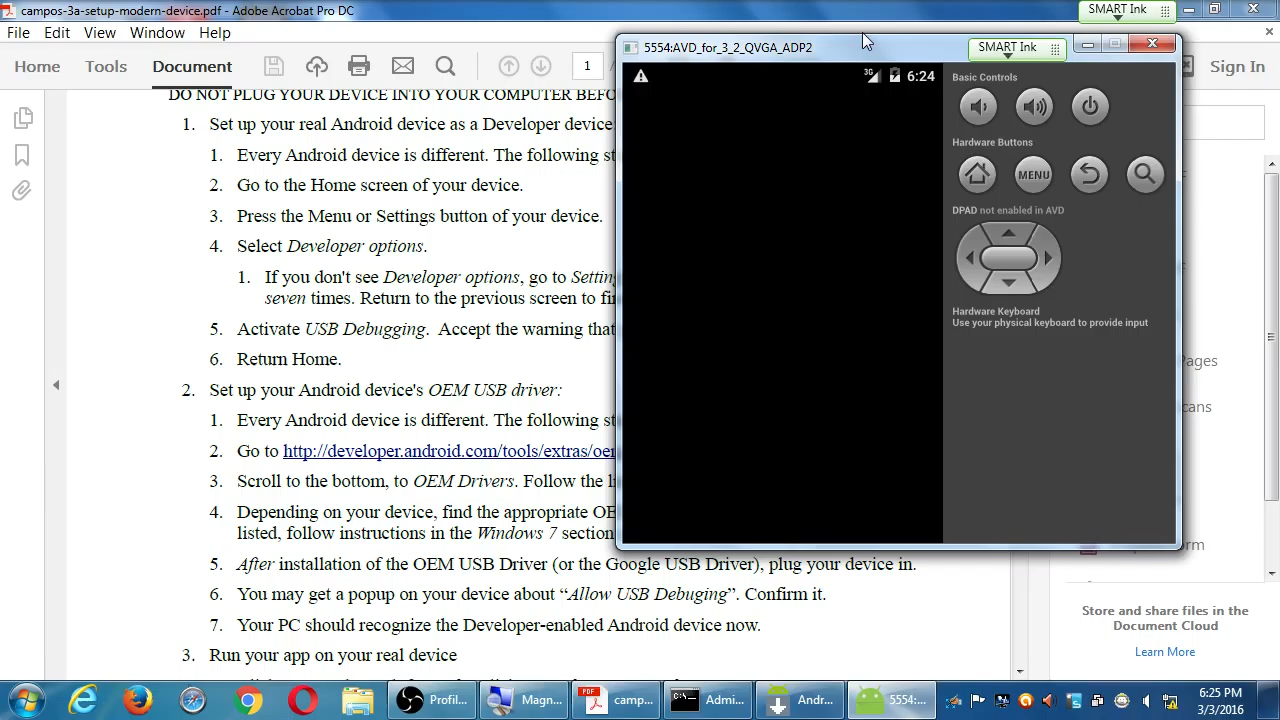 campos-3a-setup-modern-device.pdf - Adobe Acrobat Pro DC
SMART Ink
File Edit View Window Help
Home Tools Document
1
Sign In
DO NOT PLUG YOUR DEVICE INTO YOUR COMPUTER
1. Set up your real Android device as a Developer device
1. Every Android device is different. The following
2. Go to the Home screen of your device.
3. Press the Menu or Settings button of your device.
4. Select Developer options.
1. If you don't see Developer options, go to
seven times. Return to the previous screen to
5. Activate USB Debugging. Accept the warning that
6. Return Home.
2. Set up your Android device's OEM USB driver:
1. Every Android device is different. The following
2. Go to http://developer.android.com/tools/extras/oem
3. Scroll to the bottom, to OEM Drivers. Follow the
4. Depending on your device, find the appropriate
listed, follow instructions in the Windows 7 section
5. After installation of the OEM USB Driver (or the Google USB Driver), plug your device in.
6. You may get a popup on your device about “Allow USB Debuging”. Confirm it.
7. Your PC should recognize the Developer-enabled Android device now.
3. Run your app on your real device
5554:AVD_for_3_2_QVGA_ADP2
SMART Ink
3G 6:24
Basic Controls
Hardware Buttons
MENU
DPAD not enabled in AVD
Hardware Keyboard
Use your physical keyboard to provide input
Pages
Store and share files in the
Document Cloud
Learn More
Profil...
Magn...
PDF
camp...
C:\
Admi...
Andr...
5554:...
6:25 PM
3/3/2016